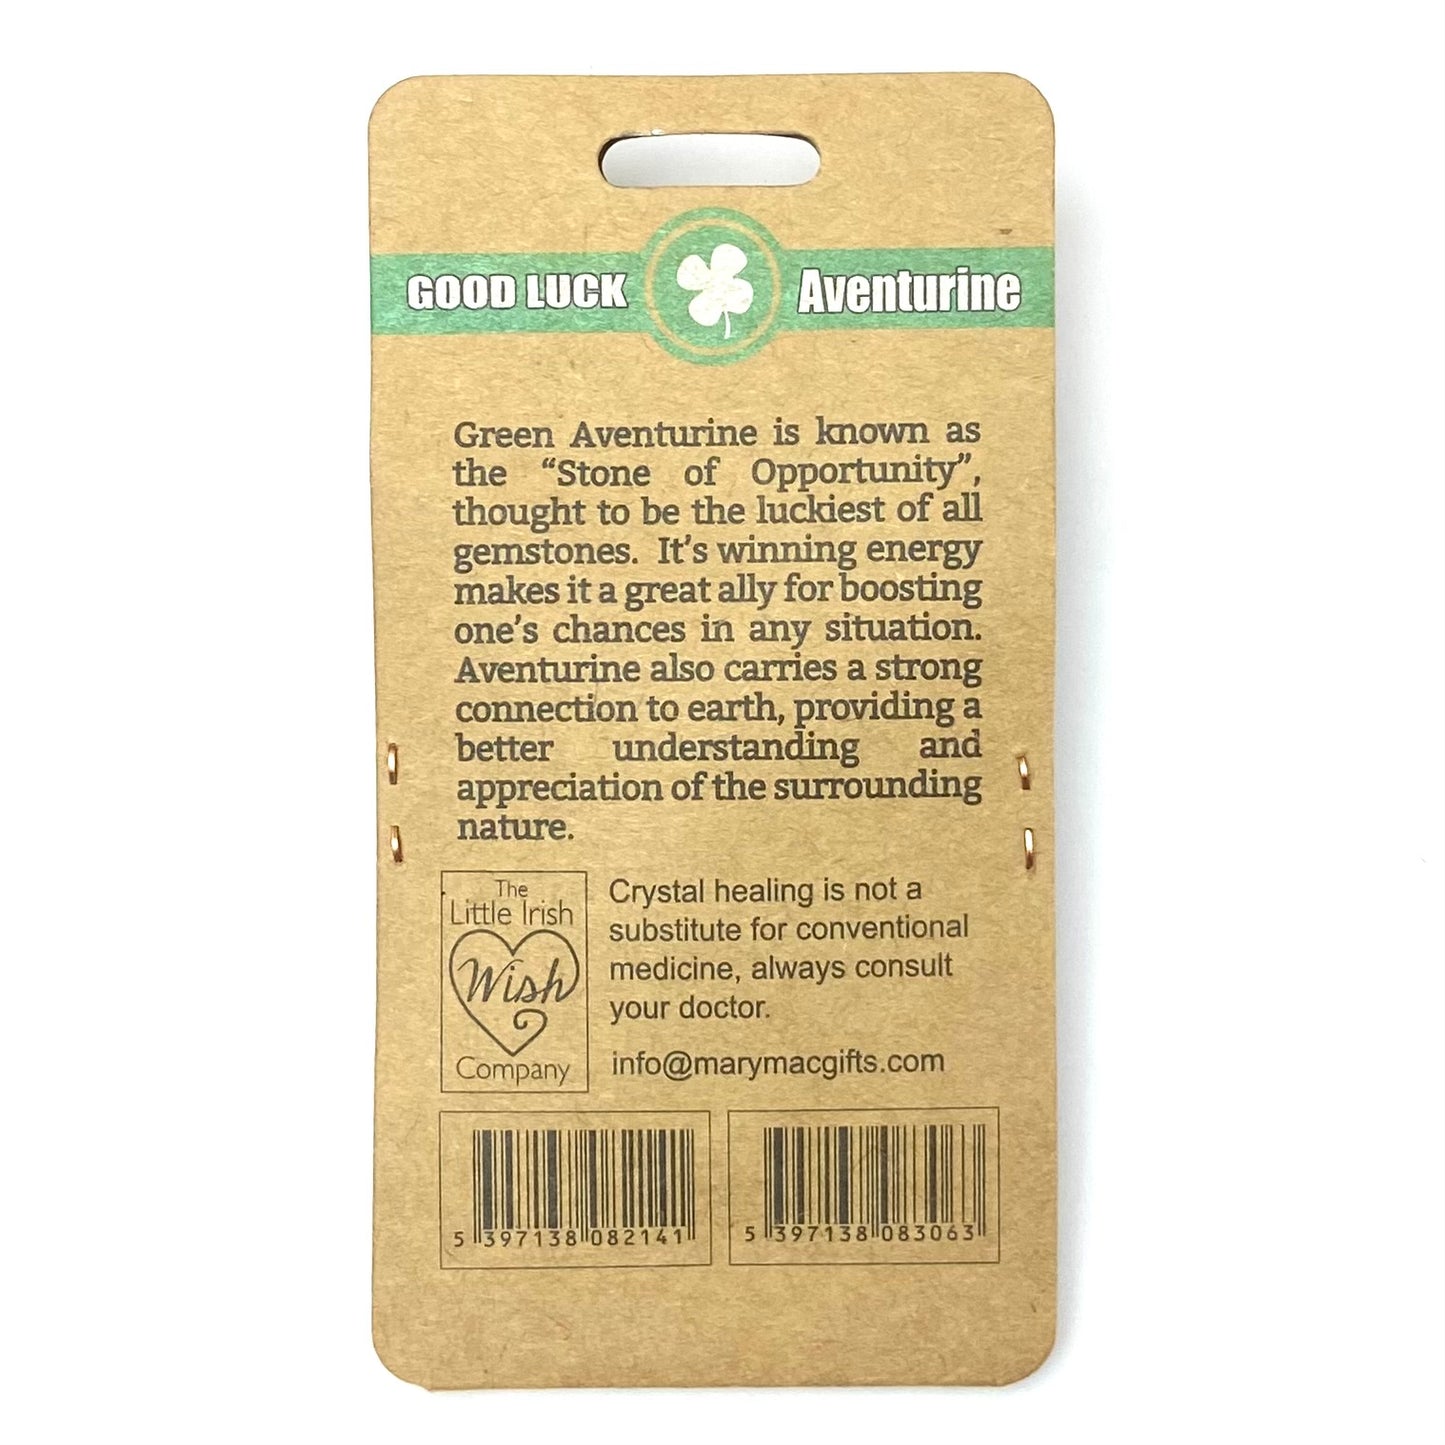 GOOD LUCK Aventurine
Green Aventurine is known as
the “Stone of Opportunity”,
thought to be the luckiest of all
gemstones. It’s winning energy
makes it a great ally for boosting
one’s chances in any situation.
Aventurine also carries a strong
connection to earth, providing a
better understanding and
appreciation of the surrounding
nature.
The
Little Irish
Wish
Company
Crystal healing is not a
substitute for conventional
medicine, always consult
your doctor.
info@marymacgifts.com
5 397138 082141
5 397138 083063